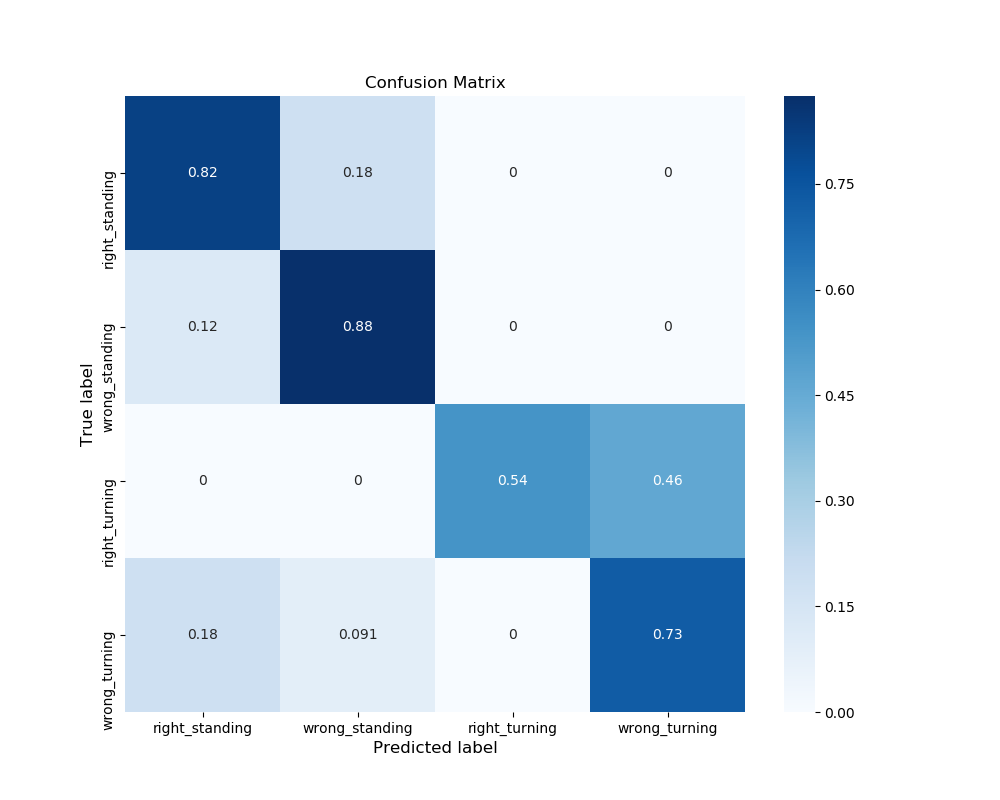 Confusion Matrix
True label
right_standing
0.82
0.18
0
0
wrong_standing
0.12
0.88
0
0
right_turning
0
0
0.54
0.46
wrong_turning
0.18
0.091
0
0.73
right_standing
wrong_standing
right_turning
wrong_turning
Predicted label
0.75
0.60
0.45
0.30
0.15
0.00